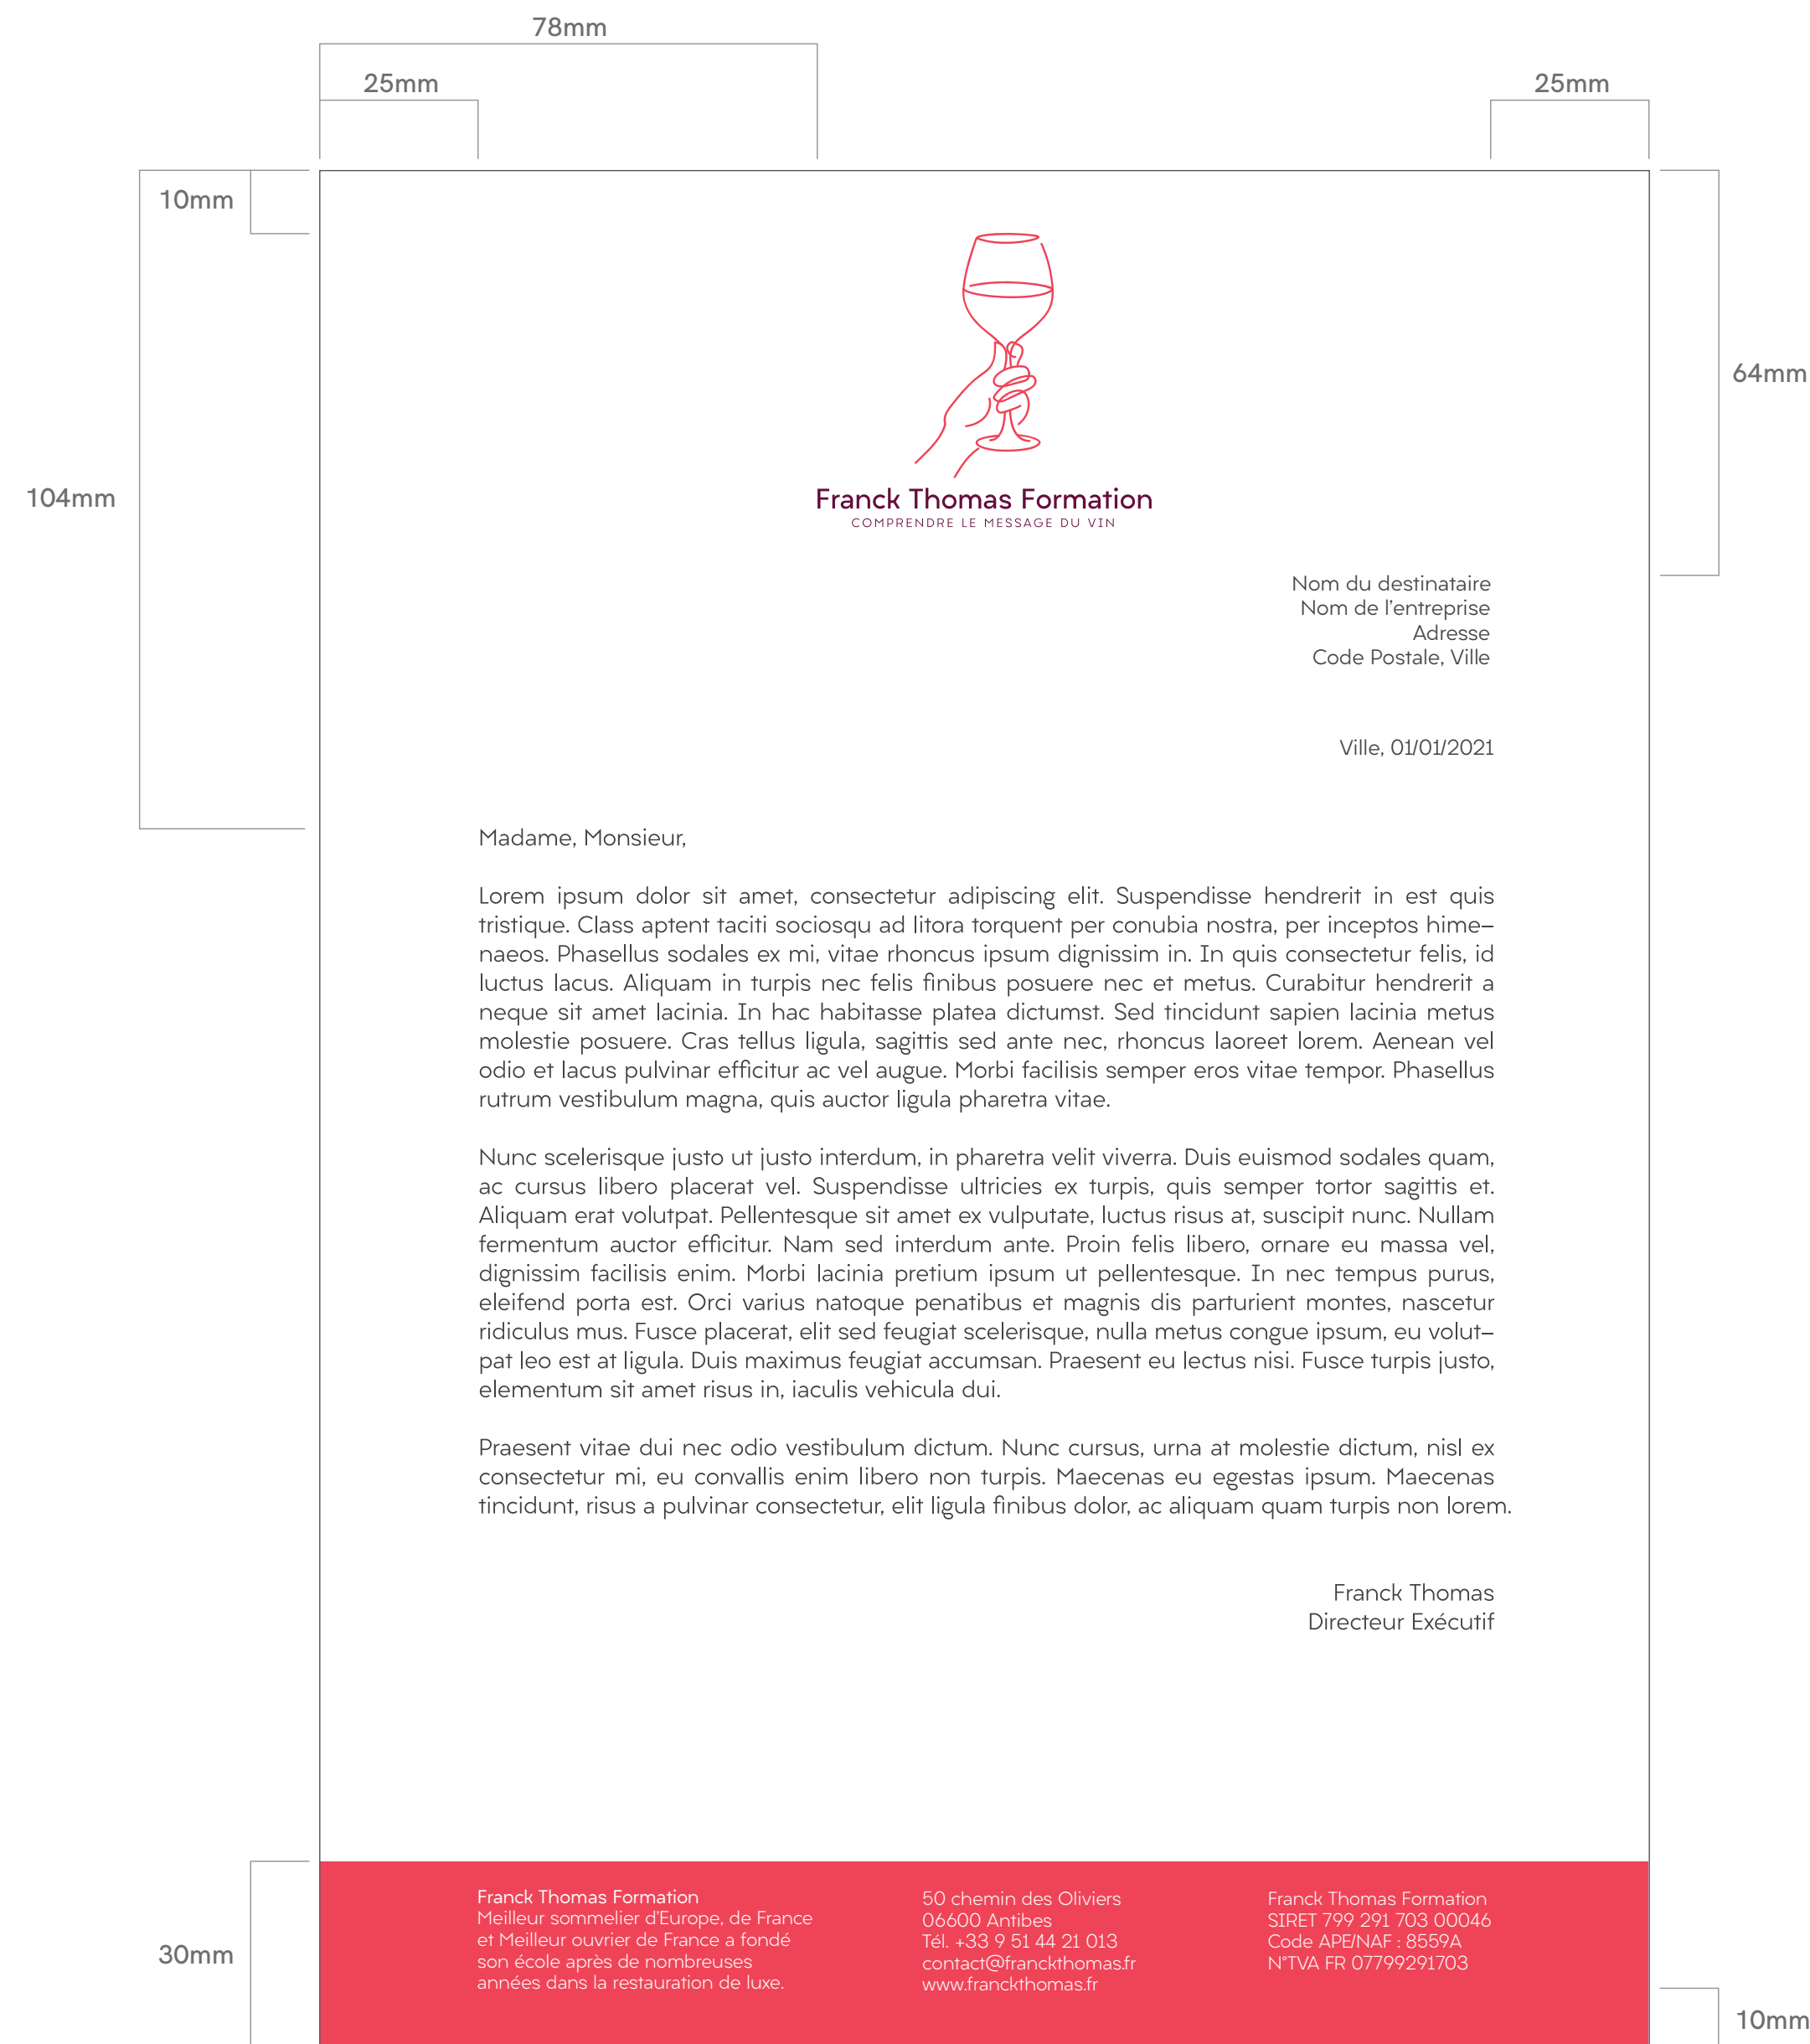 78mm
25mm
25mm
10mm
64mm
104mm
Franck Thomas Formation
COMPRENDRE LE MESSAGE DU VIN
Nom du destinataire
Nom de l’entreprise
Adresse
Code Postale, Ville
Ville, 01/01/2021
Madame, Monsieur,
Lorem ipsum dolor sit amet, consectetur adipiscing elit. Suspendisse hendrerit in est quis
tristique. Class aptent taciti sociosqu ad litora torquent per conubia nostra, per inceptos hime–
naeos. Phasellus sodales ex mi, vitae rhoncus ipsum dignissim in. In quis consectetur felis, id
luctus lacus. Aliquam in turpis nec felis finibus posuere nec et metus. Curabitur hendrerit a
neque sit amet lacinia. In hac habitasse platea dictumst. Sed tincidunt sapien lacinia metus
molestie posuere. Cras tellus ligula, sagittis sed ante nec, rhoncus laoreet lorem. Aenean vel
odio et lacus pulvinar efficitur ac vel augue. Morbi facilisis semper eros vitae tempor. Phasellus
rutrum vestibulum magna, quis auctor ligula pharetra vitae.
Nunc scelerisque justo ut justo interdum, in pharetra velit viverra. Duis euismod sodales quam,
ac cursus libero placerat vel. Suspendisse ultricies ex turpis, quis semper tortor sagittis et.
Aliquam erat volutpat. Pellentesque sit amet ex vulputate, luctus risus at, suscipit nunc. Nullam
fermentum auctor efficitur. Nam sed interdum ante. Proin felis libero, ornare eu massa vel,
dignissim facilisis enim. Morbi lacinia pretium ipsum ut pellentesque. In nec tempus purus,
eleifend porta est. Orci varius natoque penatibus et magnis dis parturient montes, nascetur
ridiculus mus. Fusce placerat, elit sed feugiat scelerisque, nulla metus congue ipsum, eu volut–
pat leo est at ligula. Duis maximus feugiat accumsan. Praesent eu lectus nisi. Fusce turpis justo,
elementum sit amet risus in, iaculis vehicula dui.
Praesent vitae dui nec odio vestibulum dictum. Nunc cursus, urna at molestie dictum, nisl ex
consectetur mi, eu convallis enim libero non turpis. Maecenas eu egestas ipsum. Maecenas
tincidunt, risus a pulvinar consectetur, elit ligula finibus dolor, ac aliquam quam turpis non lorem.
Franck Thomas
Directeur Exécutif
30mm
Franck Thomas Formation
Meilleur sommelier d’Europe, de France
et Meilleur ouvrier de France a fondé
son école après de nombreuses
années dans la restauration de luxe.
50 chemin des Oliviers
06600 Antibes
Tél. +33 9 51 44 21 013
contact@franckthomas.fr
www.franckthomas.fr
Franck Thomas Formation
SIRET 799 291 703 00046
Code APE/NAF : 8559A
N°TVA FR 07799291703
10mm